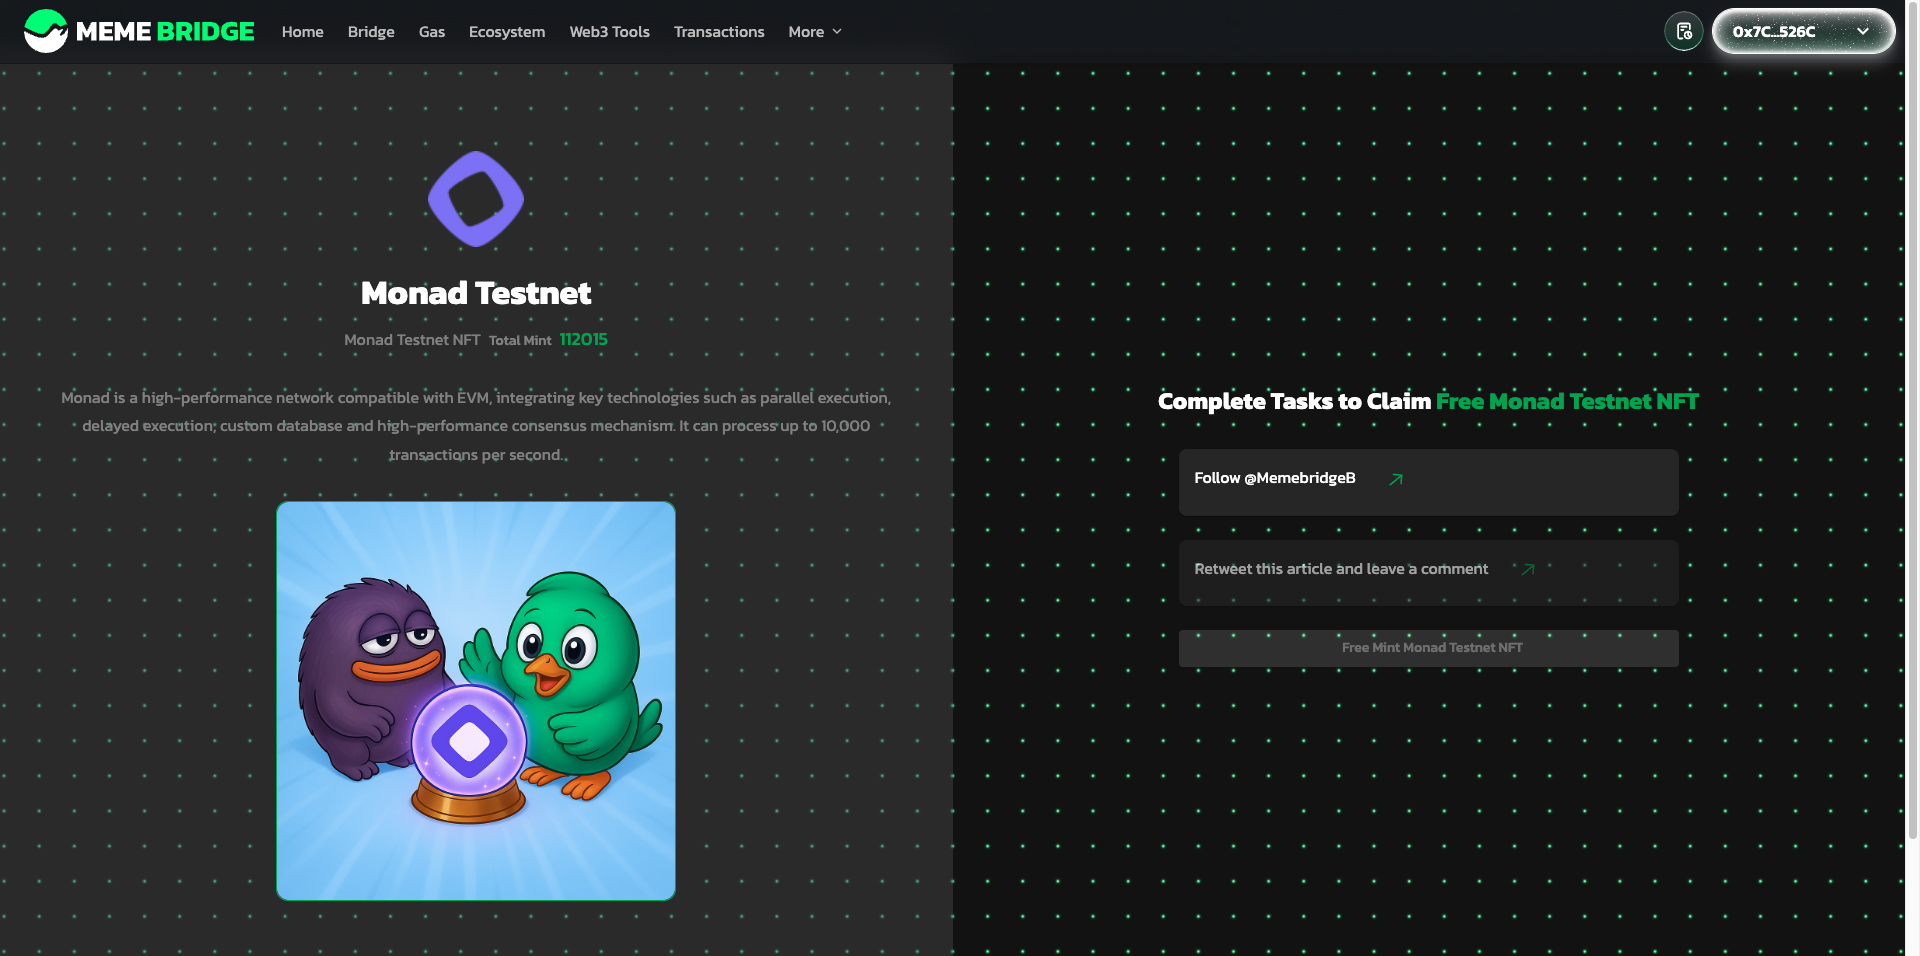 MEME BRIDGE
Home Bridge Gas Ecosystem Web3 Tools Transactions More
0x7C...526C
Monad Testnet
Monad Testnet NFT Total Mint 112015
Monad is a high-performance network compatible with EVM, integrating key technologies such as parallel execution,
delayed execution, custom database and high-performance consensus mechanism. It can process up to 10,000
transactions per second.
Complete Tasks to Claim Free Monad Testnet NFT
Follow @MemebridgeB
Retweet this article and leave a comment
Free Mint Monad Testnet NFT